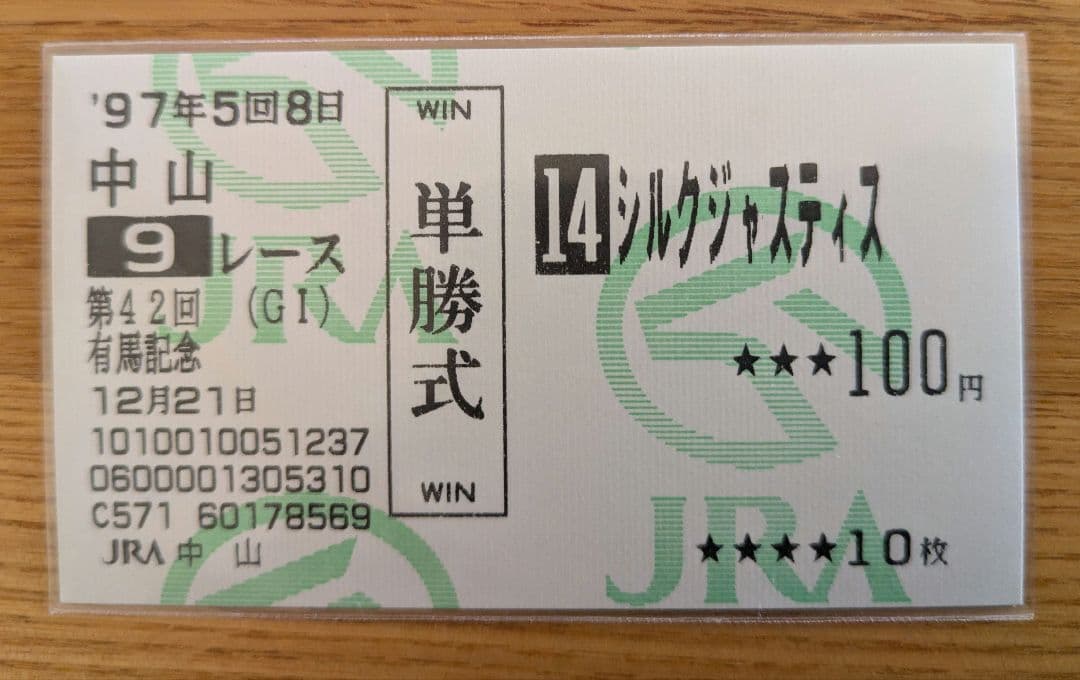 '97年5回8日
中山
9レース
第42回 (GI)
有馬記念
12月21日
1010010051237
0600001305310
C571 60178569
JRA 中 山
WIN
単勝式
WIN
14 シルクジャスティス
★★★100円
★★★★10枚
JRA
JRA